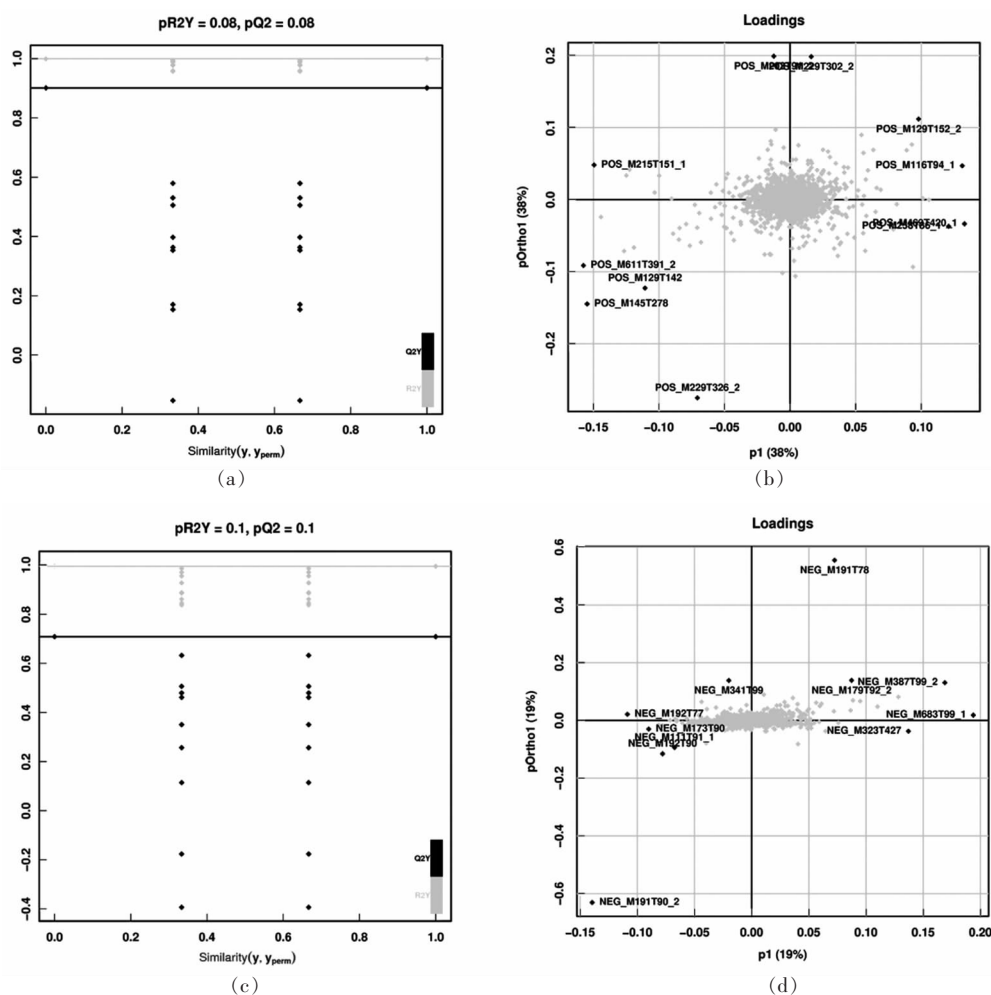 pR2Y = 0.08, pQ2 = 0.08
1.0
0.8
0.6
0.4
0.2
0.0
Q2Y
R2Y
0.0 0.2 0.4 0.6 0.8 1.0
Similarity(y, yperm)
(a)
Loadings
0.2
0.1
0.0
−0.1
−0.2
pOrtho1 (38%)
POS_M229T302_2
POS_M129T152_2
POS_M215T151_1
POS_M116T94_1
POS_M469T420_1
POS_M611T391_2
POS_M129T142
POS_M145T278
POS_M229T326_2
−0.15 −0.10 −0.05 0.00 0.05 0.10
p1 (38%)
(b)
pR2Y = 0.1, pQ2 = 0.1
1.0
0.8
0.6
0.4
0.2
0.0
−0.2
−0.4
Q2Y
R2Y
0.0 0.2 0.4 0.6 0.8 1.0
Similarity(y, yperm)
(c)
Loadings
0.6
0.4
0.2
0.0
−0.2
−0.4
−0.6
pOrtho1 (19%)
NEG_M191T78
NEG_M387T99_2
NEG_M341T99
NEG_M179T92_2
NEG_M192T77
NEG_M683T99_1
NEG_M173T90
NEG_M323T427
NEG_M111T91_1
NEG_M192T90
NEG_M191T90_2
−0.15 −0.10 −0.05 0.00 0.05 0.10 0.15 0.20
p1 (19%)
(d)